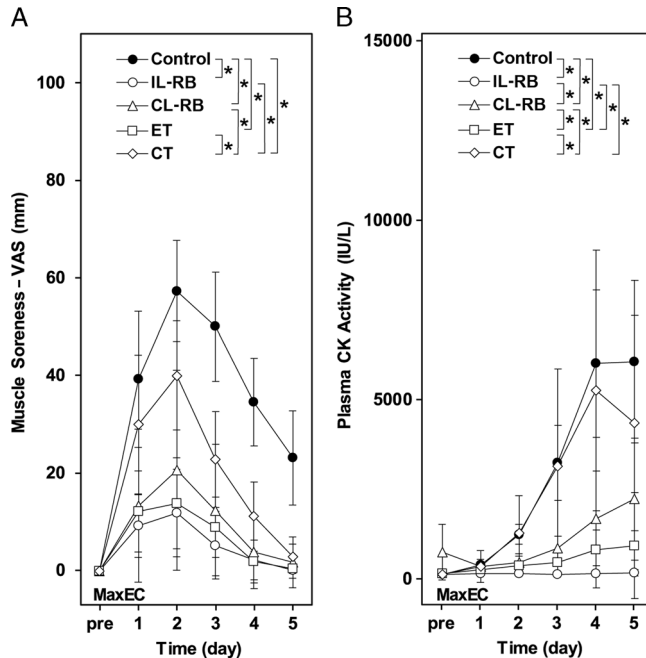 A
Control
IL-RB
CL-RB
ET
CT
* * * * * * * *
100
80
60
40
20
0
Muscle Soreness-VAS (mm)
MaxEC
pre 1 2 3 4 5
Time (day)
B
Control
IL-RB
CL-RB
ET
CT
* * * * * * * * * *
15000
10000
5000
0
Plasma CK Activity (IU/L)
MaxEC
pre 1 2 3 4 5
Time (day)